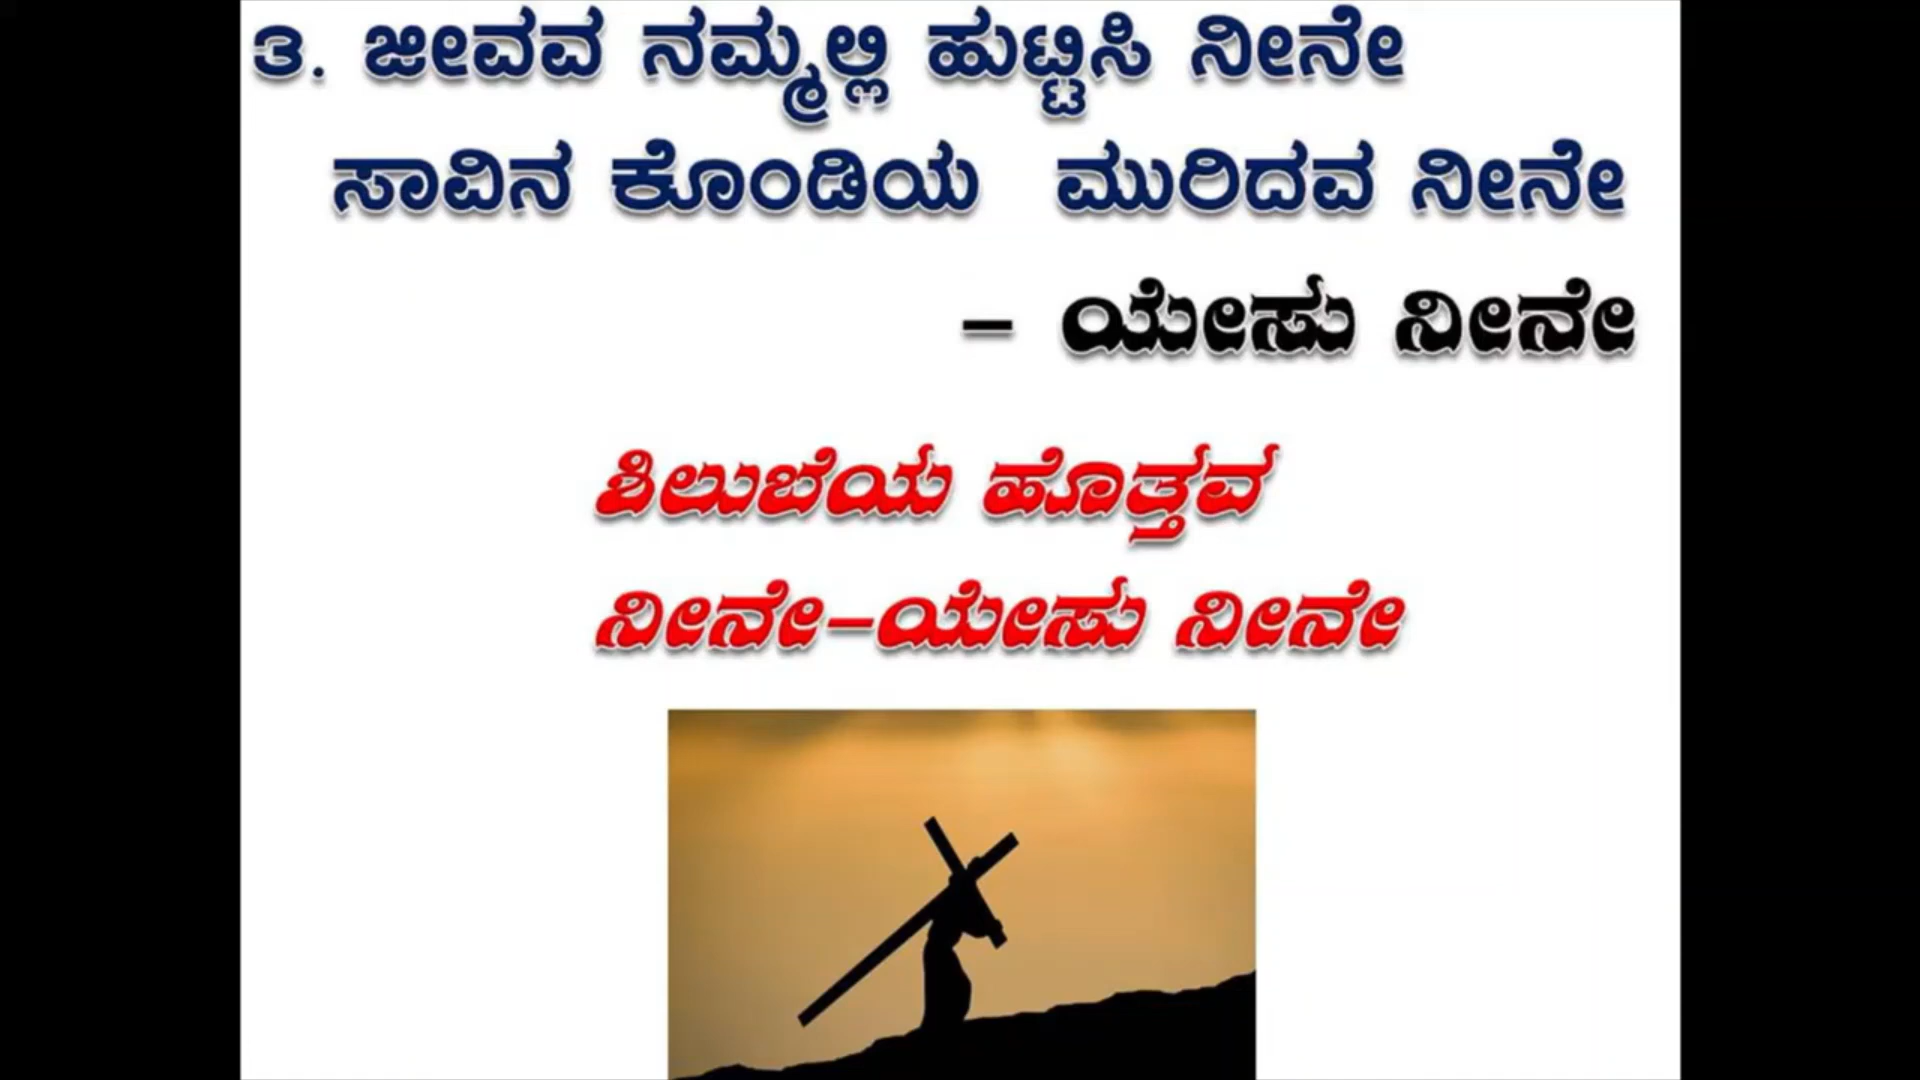 ೩. ಜೀವವ ನಮ್ಮಲ್ಲಿ ಹುಟ್ಟಿಸಿ ನೀನೇ
ಸಾವಿನ ಕೊಂಡಿಯ ಮುರಿದವ ನೀನೇ
- ಯೇಸು ನೀನೇ
ಶಿಲುಬೆಯ ಹೊತ್ತವ
ನೀನೇ-ಯೇಸು ನೀನೇ